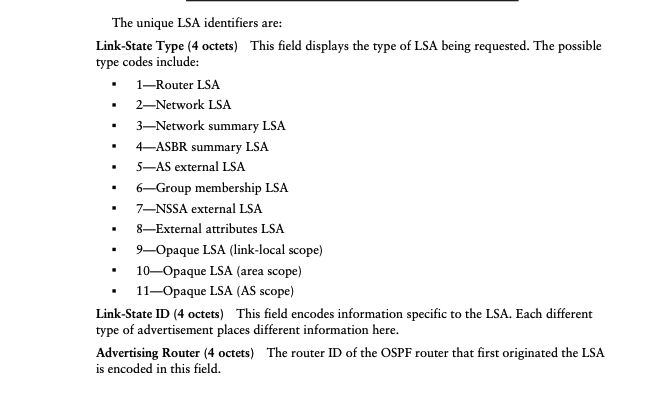 The unique LSA identifiers are:
Link-State Type (4 octets) This field displays the type of LSA being requested. The possible
type codes include:
▪ 1—Router LSA
▪ 2—Network LSA
▪ 3—Network summary LSA
▪ 4—ASBR summary LSA
▪ 5—AS external LSA
▪ 6—Group membership LSA
▪ 7—NSSA external LSA
▪ 8—External attributes LSA
▪ 9—Opaque LSA (link-local scope)
▪ 10—Opaque LSA (area scope)
▪ 11—Opaque LSA (AS scope)
Link-State ID (4 octets) This field encodes information specific to the LSA. Each different
type of advertisement places different information here.
Advertising Router (4 octets) The router ID of the OSPF router that first originated the LSA
is encoded in this field.